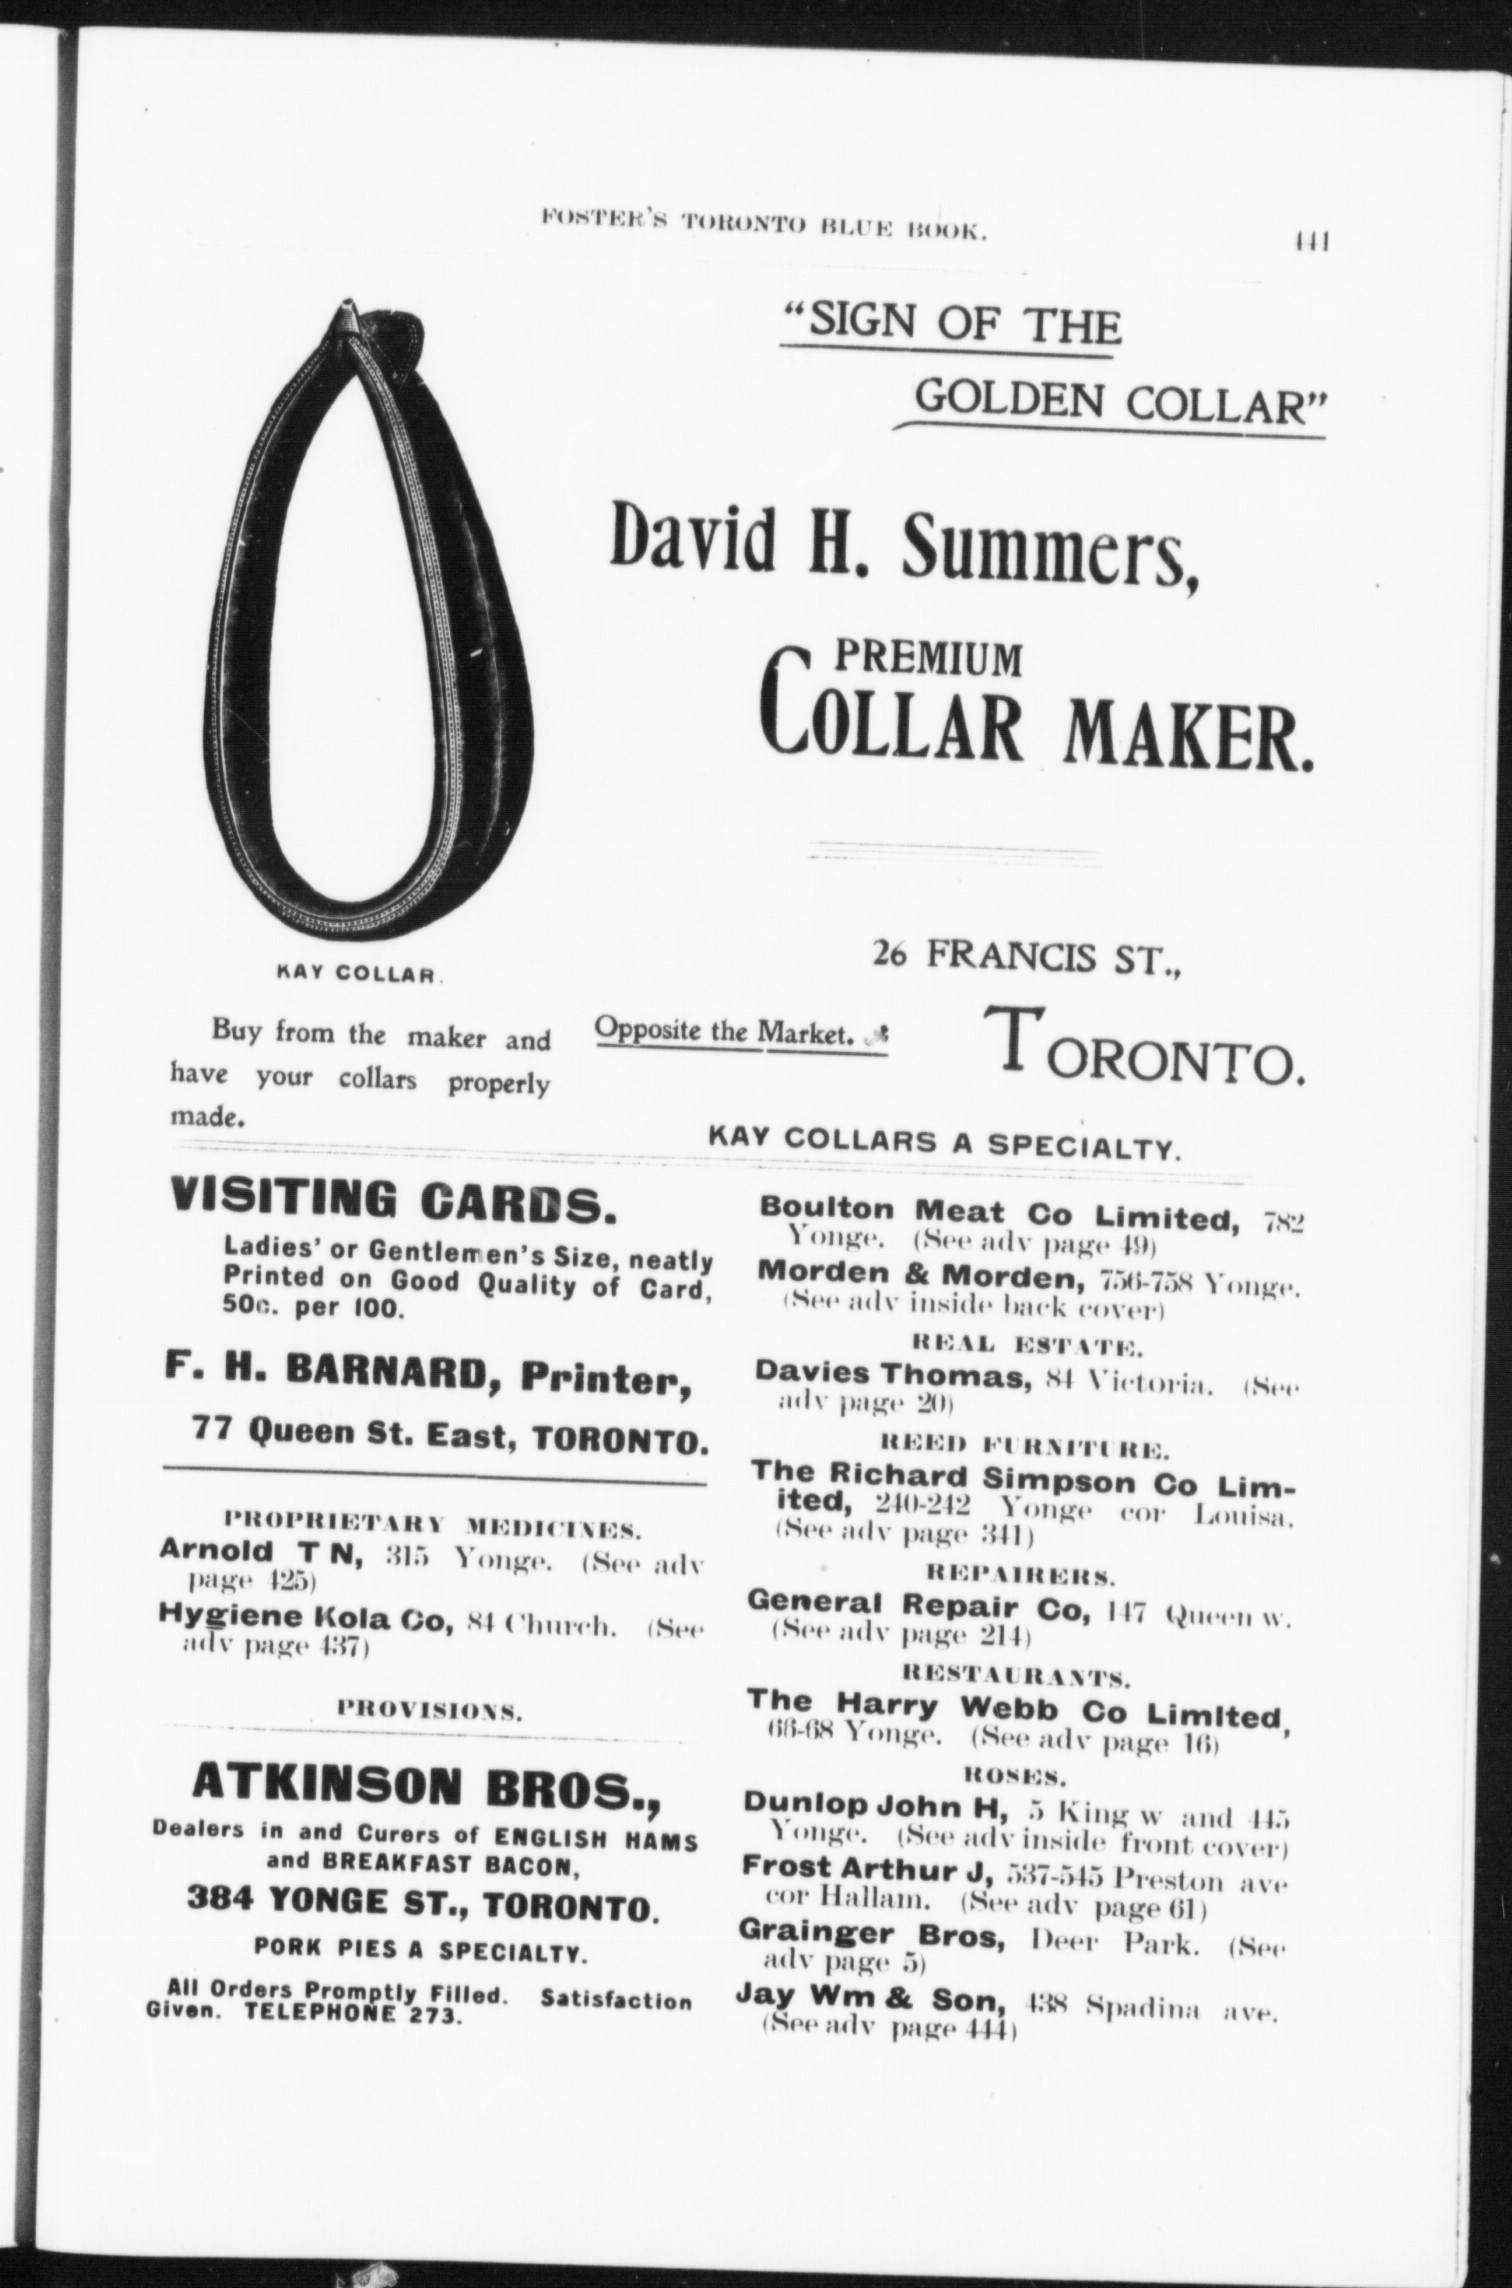 FOSTER'S TORONTO BLUE BOOK.
441
"SIGN OF THE
GOLDEN COLLAR"
David H. Summers,
PREMIUM
COLLAR MAKER.
26 FRANCIS ST.,
Opposite the Market.
TORONTO.
KAY COLLARS A SPECIALTY.
KAY COLLAR.
Buy from the maker and
have your collars properly
made.
VISITING CARDS.
Ladies' or Gentlemen's Size, neatly
Printed on Good Quality of Card,
50c. per 100.
F. H. BARNARD, Printer,
77 Queen St. East, TORONTO.
PROPRIETARY MEDICINES.
Arnold T N, 315 Yonge. (See adv
page 425)
Hygiene Kola Co, 84 Church. (See
adv page 437)
PROVISIONS.
ATKINSON BROS.,
Dealers in and Curers of ENGLISH HAMS
and BREAKFAST BACON,
384 YONGE ST., TORONTO.
PORK PIES A SPECIALTY.
All Orders Promptly Filled. Satisfaction
Given. TELEPHONE 273.
Boulton Meat Co Limited, 782
Yonge. (See adv page 49)
Morden & Morden, 756-758 Yonge.
(See adv inside back cover)
REAL ESTATE.
Davies Thomas, 84 Victoria. (See
adv page 20)
REED FURNITURE.
The Richard Simpson Co Lim-
ited, 240-242 Yonge cor Louisa.
(See adv page 341)
REPAIRERS.
General Repair Co, 147 Queen w.
(See adv page 214)
RESTAURANTS.
The Harry Webb Co Limited,
66-68 Yonge. (See adv page 16)
ROSES.
Dunlop John H, 5 King w and 445
Yonge. (See adv inside front cover)
Frost Arthur J, 537-545 Preston ave
cor Hallam. (See adv page 61)
Grainger Bros, Deer Park. (See
adv page 5)
Jay Wm & Son, 438 Spadina ave.
(See adv page 444)